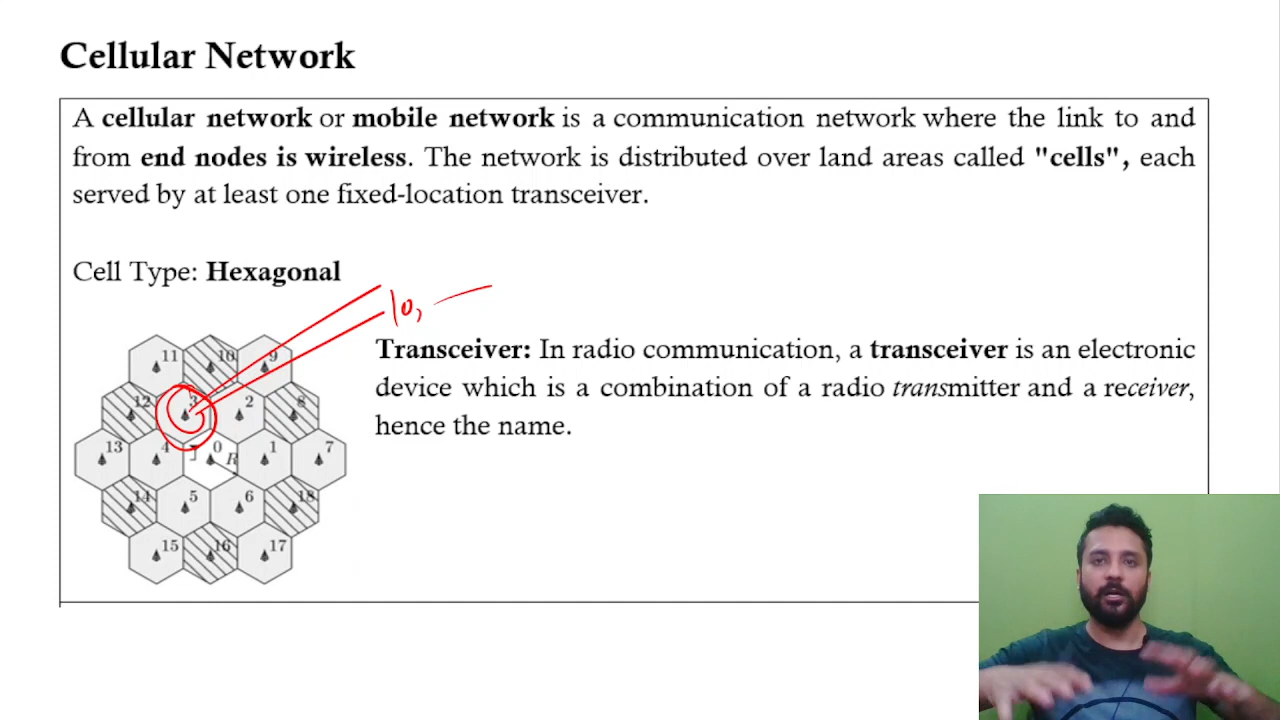 Cellular Network
A cellular network or mobile network is a communication network where the link to and
from end nodes is wireless. The network is distributed over land areas called "cells", each
served by at least one fixed-location transceiver.
Cell Type: Hexagonal
10,
Transceiver: In radio communication, a transceiver is an electronic
device which is a combination of a radio transmitter and a receiver,
hence the name.
11 10 9
12 3 2 8
13 4 0 R 1 7
14 5 6 18
15 16 17